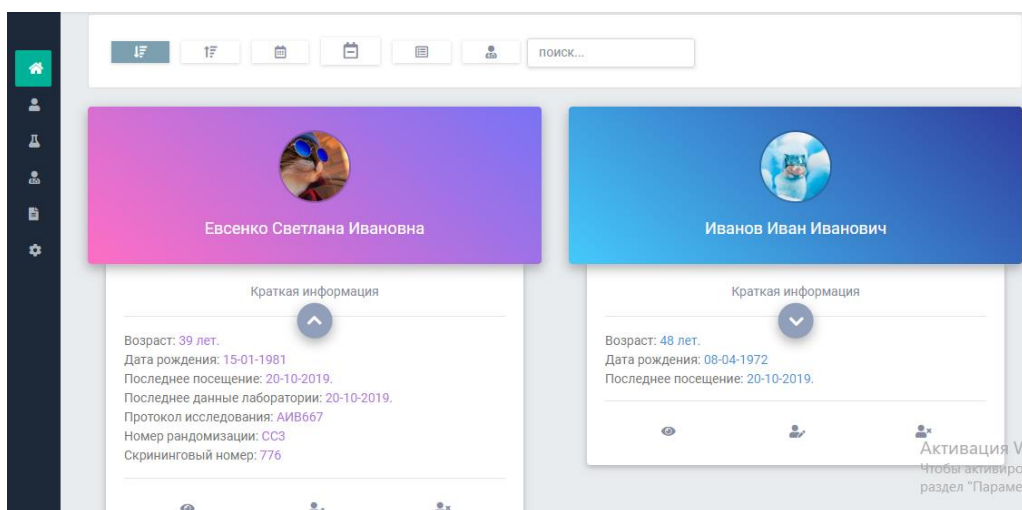 поиск...
Евсенко Светлана Ивановна
Краткая информация
Возраст: 39 лет.
Дата рождения: 15-01-1981
Последнее посещение: 20-10-2019.
Последнее данные лаборатории: 20-10-2019.
Протокол исследования: АИВ667
Номер рандомизации: СС3
Скрининговый номер: 776
Иванов Иван Иванович
Краткая информация
Возраст: 48 лет.
Дата рождения: 08-04-1972
Последнее посещение: 20-10-2019.
Активация W
Чтобы активиро
раздел "Параме